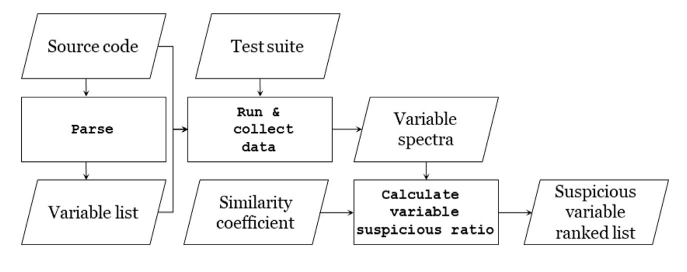 Source code
Test suite
Parse
Run &
collect
data
Variable
spectra
Variable list
Similarity
coefficient
Calculate
variable
suspicious ratio
Suspicious
variable
ranked list